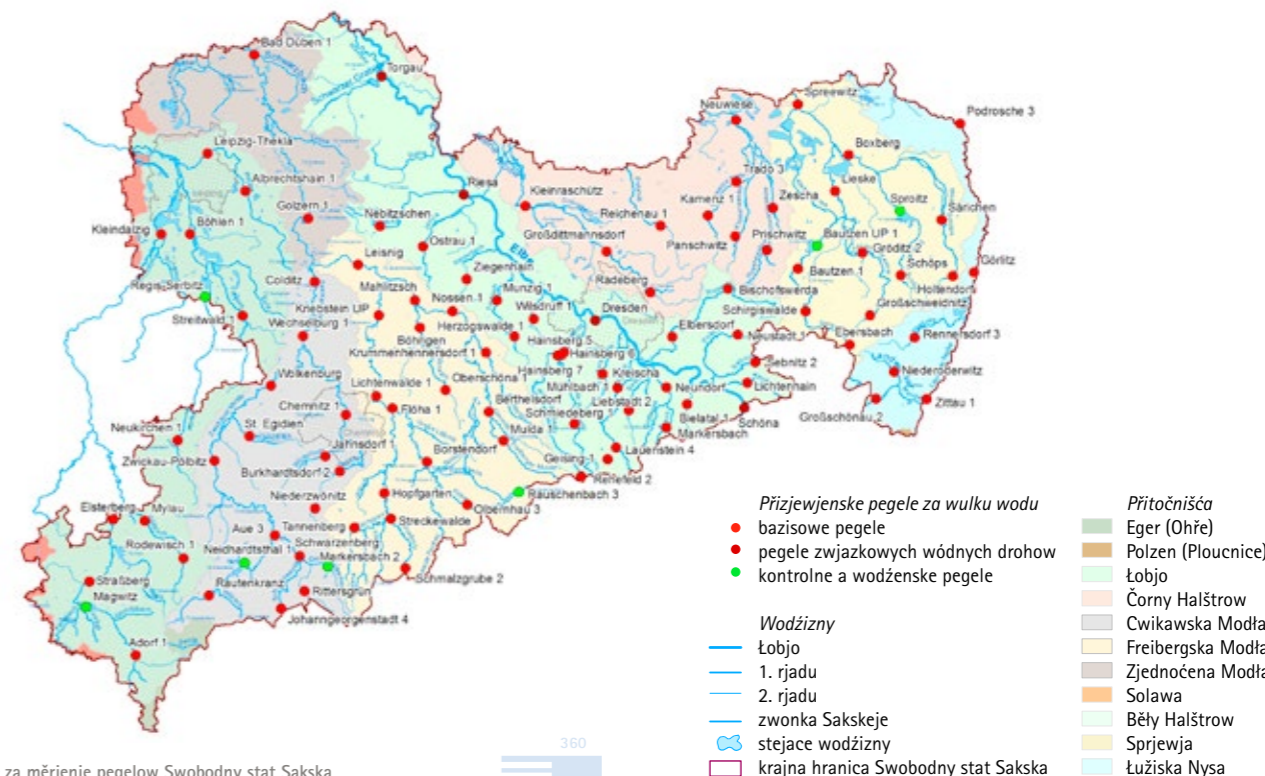 Bad Düben 1
Torgau
Spreewitz
Neuwiese
Podrosche 3
Leipzig-Thekla
Boxberg
Albrechtshain 1
Riesa
Kleinraschütz
Trado 3
Lieske
Golzern 1
Nebitzschen
Reichenau 1
Kamenz 1
Zescha
Sproitz
Särichen
Kleindalzig
Böhlen 1
Ostrau 1
Elbe
Großdittmannsdorf
Panschwitz
Prischwitz
Bautzen UP 1
Gröditz 2
Leisnig
Ziegenhain
Radeberg
Bautzen 1
Schöps
Görlitz
Regis-Serbitz
Colditz
Mahlitzsch
Munzig 1
Bischofswerda
Holtendorf
Streitwald 1
Knebstein UP
Nossen 1
Wilsdruff 1
Dresden
Schirgiswalde
Großschweidnitz
Wechselburg 1
Böhrigen
Herzogswalde 1
Elbersdorf
Neustadt 1
Ebersbach
Rennersdorf 3
Krummenhennersdorf 1
Hainsberg 5
Hainsberg 6
Sebnitz 2
Hainsberg 7
Kreischa
Niederoderwitz
Wolkenburg
Lichtenwalde 1
Oberschöna 1
Mühlbach 1
Neundorf
Lichtenhain
Chemnitz 1
Flöha 1
Berthelsdorf
Liebstadt 2
Schmiedeberg 1
Bielatal 1
Schöna
Großschönau 2
Zittau 1
Neukirchen 1
St. Egidien
Jahnsdorf 1
Mulda 1
Markersbach
Zwickau-Pölbitz
Burkhardtsdorf 2
Borstendorf
Geising 1
Lauenstein 4
Rehefeld 2
Niederzwönitz
Hopfgarten
Rauschenbach 3
Elsterberg
Mylau
Aue 3
Tannenberg
Streckewalde
Olbernhau 3
Rodewisch 1
Neidhardtsthal 1
Schwarzenberg
Markersbach 2
Straßberg
Rautenkranz
Schmalzgrube 2
Magwitz
Rittersgrün
Johanngeorgenstadt 4
Adorf 1
Přizjewjenske pegele za wulku wodu
bazisowe pegele
pegele zwjazkowych wódnych drohow
kontrolne a wodźenske pegele
Wodźizny
Łobjo
1. rjadu
2. rjadu
zwonka Sakskeje
stejace wodźizny
krajna hranica Swobodny stat Sakska
Přitočnišća
Eger (Ohře)
Polzen (Ploucnice)
Łobjo
Čorny Halštrow
Cwikawska Modła
Freibergska Modła
Zjednoćena Modła
Solawa
Běły Halštrow
Sprjewja
Łužiska Nysa
360
za měrjenje pegelow Swobodny stat Sakska